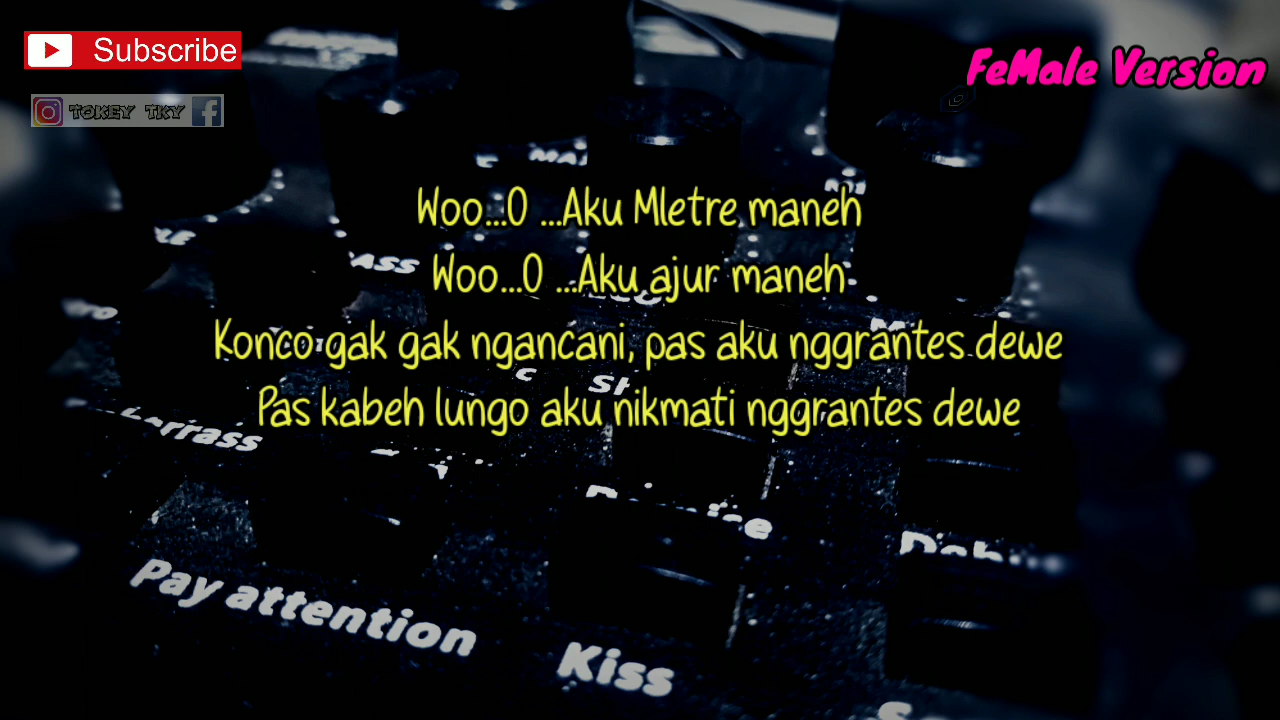 Subscribe
FeMale Version
TOKEY TKY
Woo...O ...Aku Mletre maneh
Woo...O ...Aku ajur maneh
Konco gak gak ngancani, pas aku nggrantes dewe
Pas kabeh lungo aku nikmati nggrantes dewe
Pay attention
Kiss